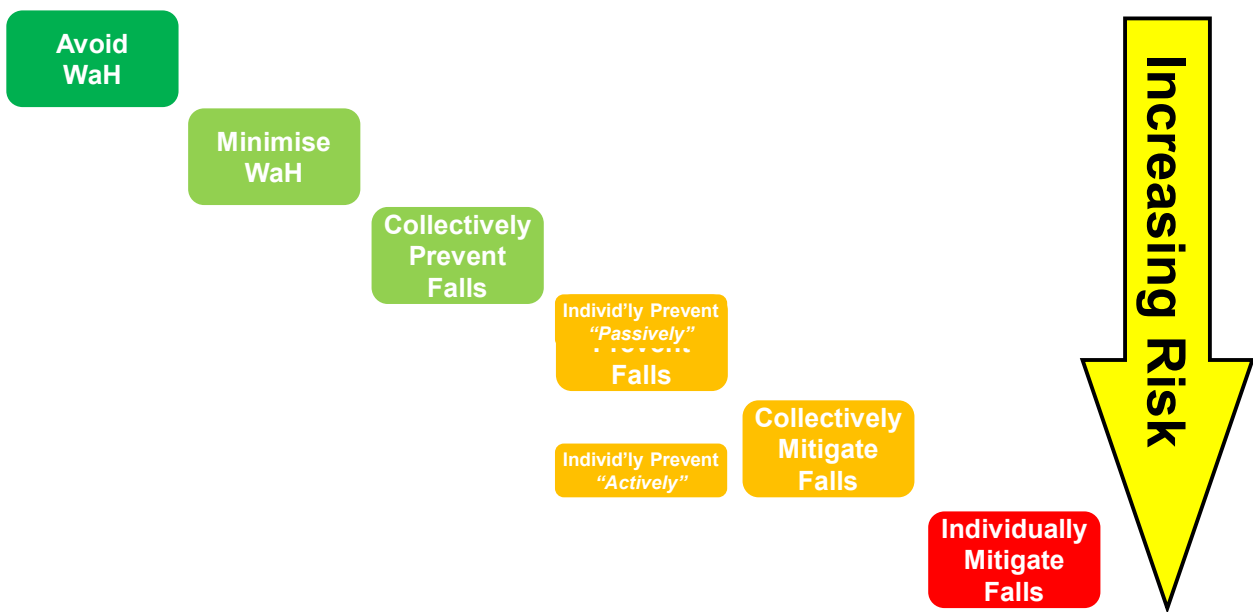 Avoid
WaH
Minimise
WaH
Collectively
Prevent
Falls
Individ'ly Prevent
“Passively”
Prevent
Falls
Individ'ly Prevent
“Actively”
Collectively
Mitigate
Falls
Individually
Mitigate
Falls
Increasing Risk